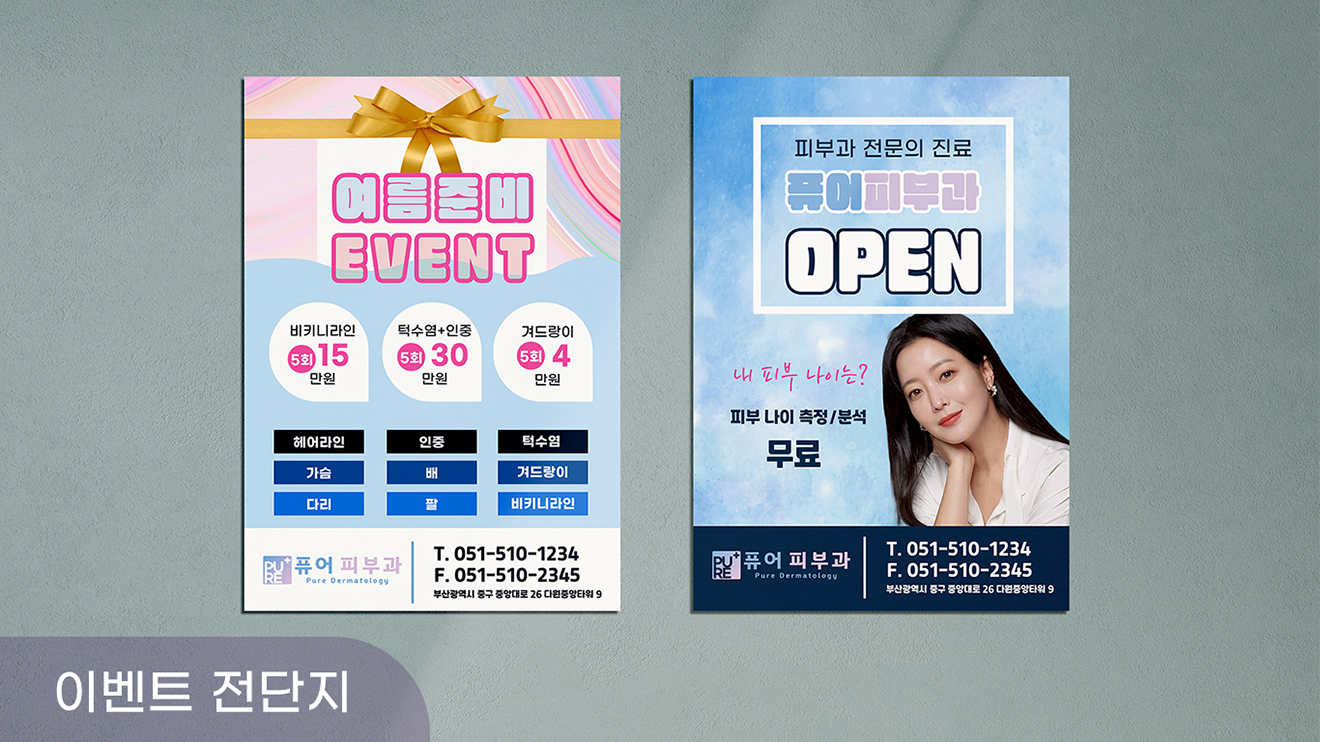 여름준비
EVENT
비키니라인
5회 15
만원
턱수염+인중
5회 30
만원
겨드랑이
5회 4
만원
헤어라인
인중
턱수염
가슴
배
겨드랑이
다리
팔
비키니라인
PU+
RE
퓨어 피부과
Pure Dermatology
T. 051-510-1234
F. 051-510-2345
부산광역시 중구 중앙대로 26 다원중앙타워 9
피부과 전문의 진료
퓨어피부과
OPEN
내 피부 나이는?
피부 나이 측정/분석
무료
PU+
RE
퓨어 피부과
Pure Dermatology
T. 051-510-1234
F. 051-510-2345
부산광역시 중구 중앙대로 26 다원중앙타워 9
이벤트 전단지